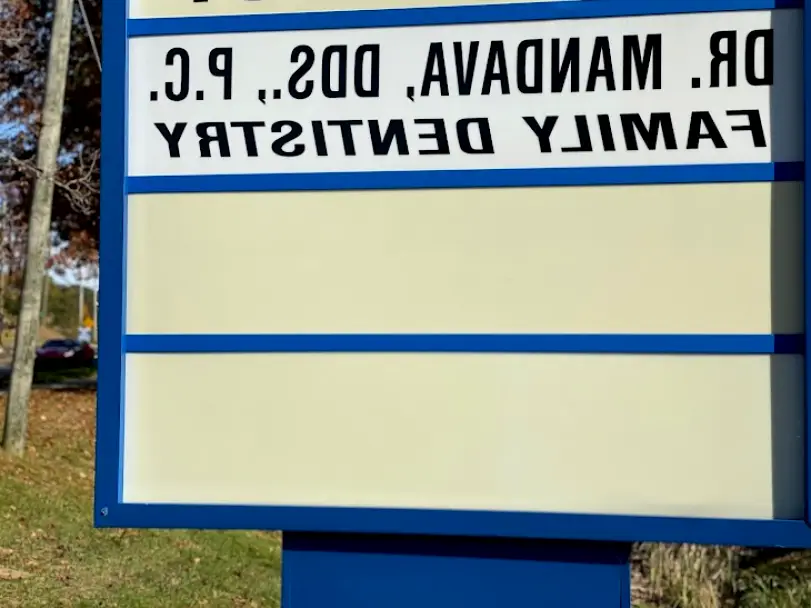 DR. MANDAVA, DDS., P.C.
FAMILY DENTISTRY